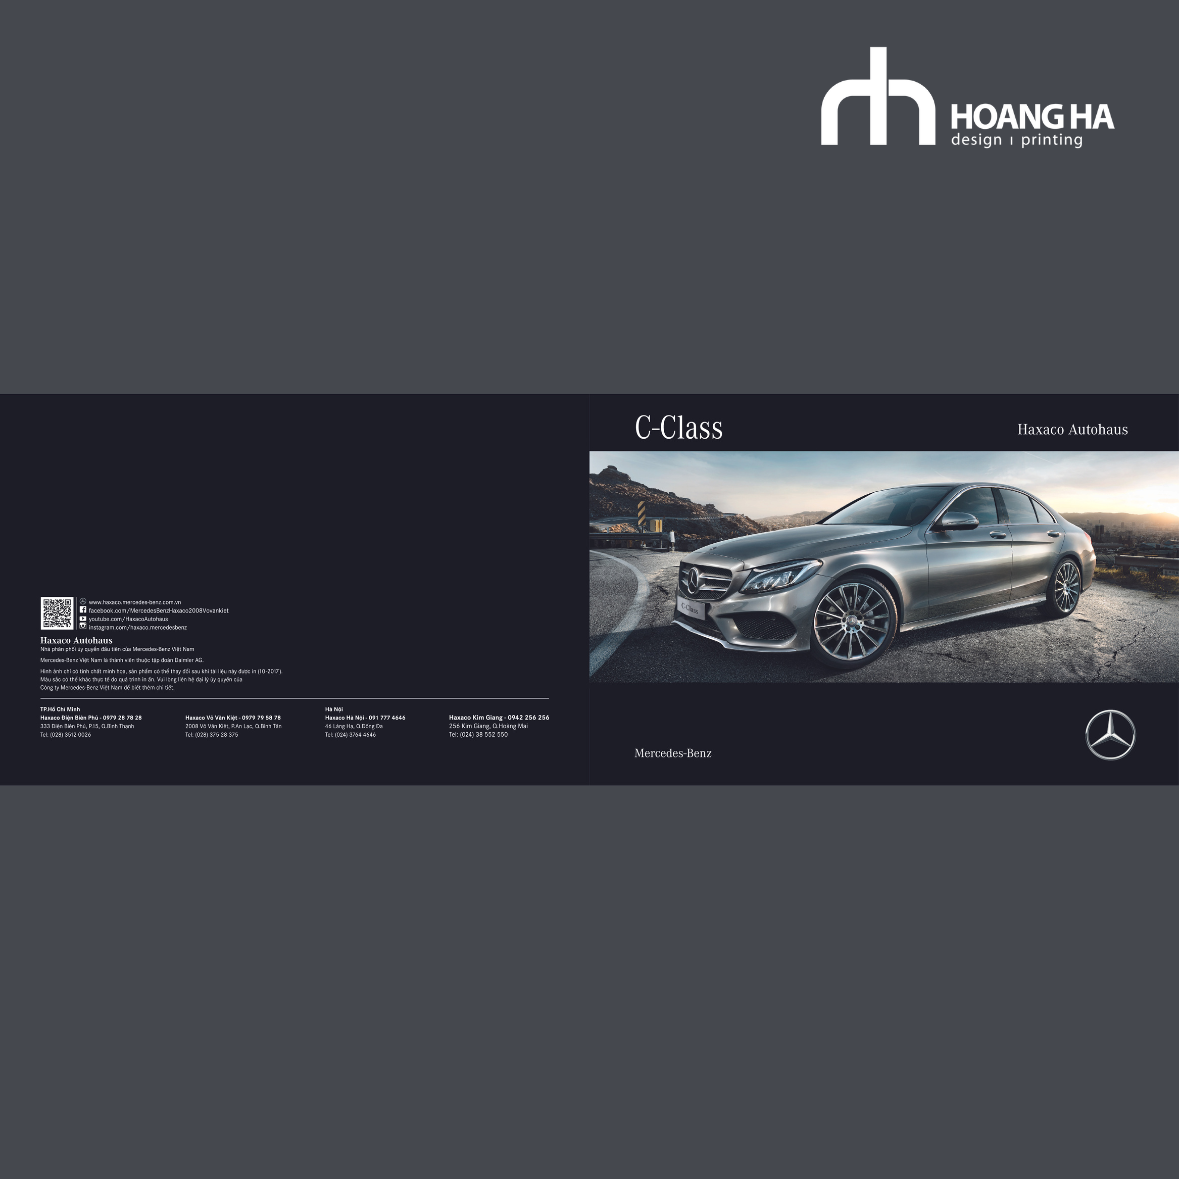 HOANG HA
design | printing
C-Class
Haxaco Autohaus
C-Class
Mercedes-Benz
www.haxaco.mercedes-benz.com.vn
facebook.com/MercedesBenzHaxaco2008Vovankiet
youtube.com/HaxacoAutohaus
instagram.com/haxaco.mercedesbenz
Haxaco Autohaus
Nhà phân phối ủy quyền đầu tiên của Mercedes-Benz Việt Nam
Mercedes-Benz Việt Nam là thành viên thuộc tập đoàn Daimler AG.
Hình ảnh chỉ có tính chất minh họa, sản phẩm có thể thay đổi sau khi tài liệu này được in (10-2017).
Màu sắc có thể khác thực tế do quá trình in ấn. Vui lòng liên hệ đại lý ủy quyền của
Công ty Mercedes Benz Việt Nam để biết thêm chi tiết.
TP.Hồ Chí Minh
Haxaco Điện Biên Phủ - 0979 28 78 28
333 Điện Biên Phủ, P.15, Q.Bình Thạnh
Tel: (028) 3512 0026
Haxaco Võ Văn Kiệt - 0979 79 58 78
2008 Võ Văn Kiệt, P.An Lạc, Q.Bình Tân
Tel: (028) 375 28 375
Hà Nội
Haxaco Hà Nội - 091 777 4646
46 Láng Hạ, Q.Đống Đa
Tel: (024) 3764 4646
Haxaco Kim Giang - 0942 256 256
256 Kim Giang, Q.Hoàng Mai
Tel: (024) 38 552 550